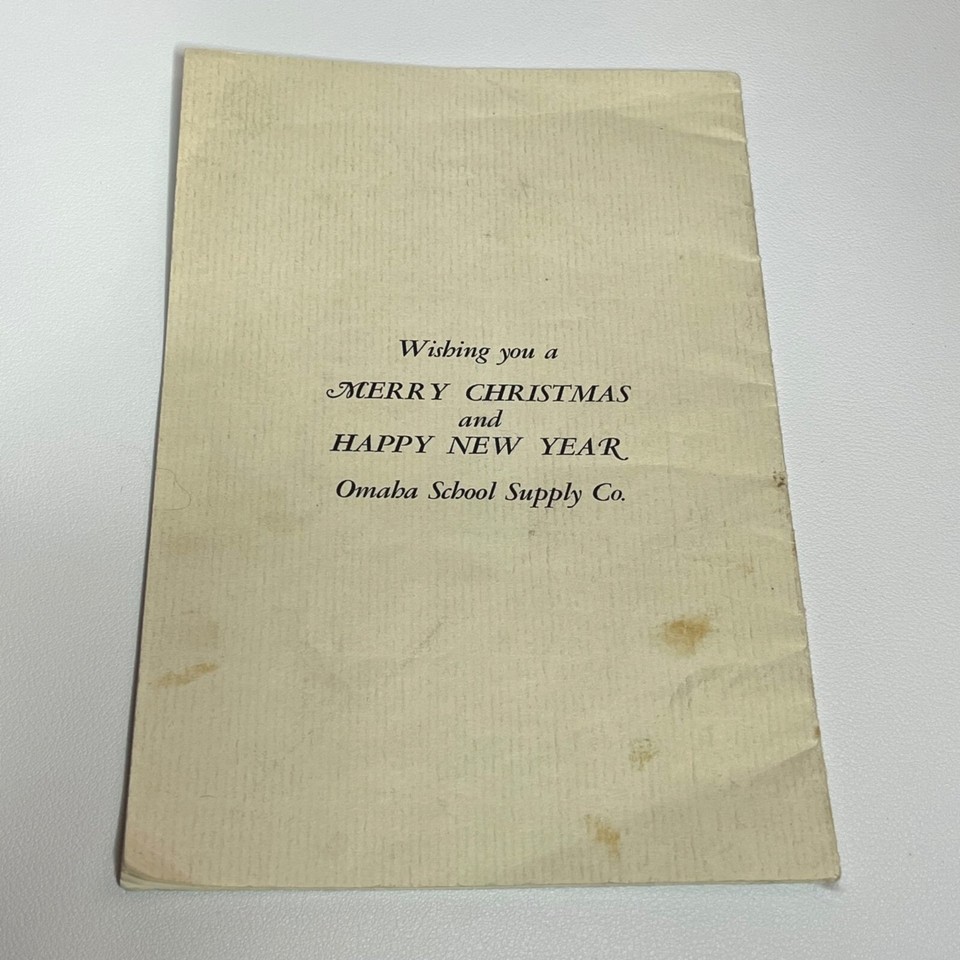 Wishing you a
MERRY CHRISTMAS
and
HAPPY NEW YEAR
Omaha School Supply Co.